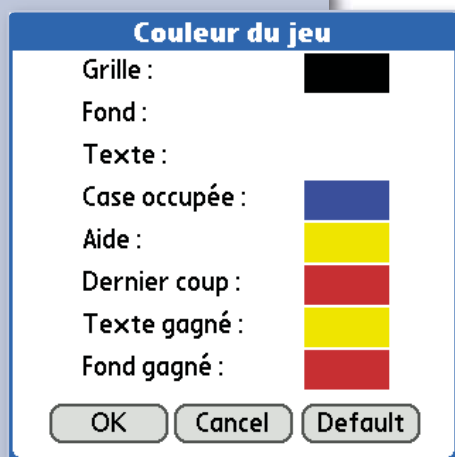 Couleur du jeu
Grille :
Fond :
Texte :
Case occupée :
Aide :
Dernier coup :
Texte gagné :
Fond gagné :
OK Cancel Default